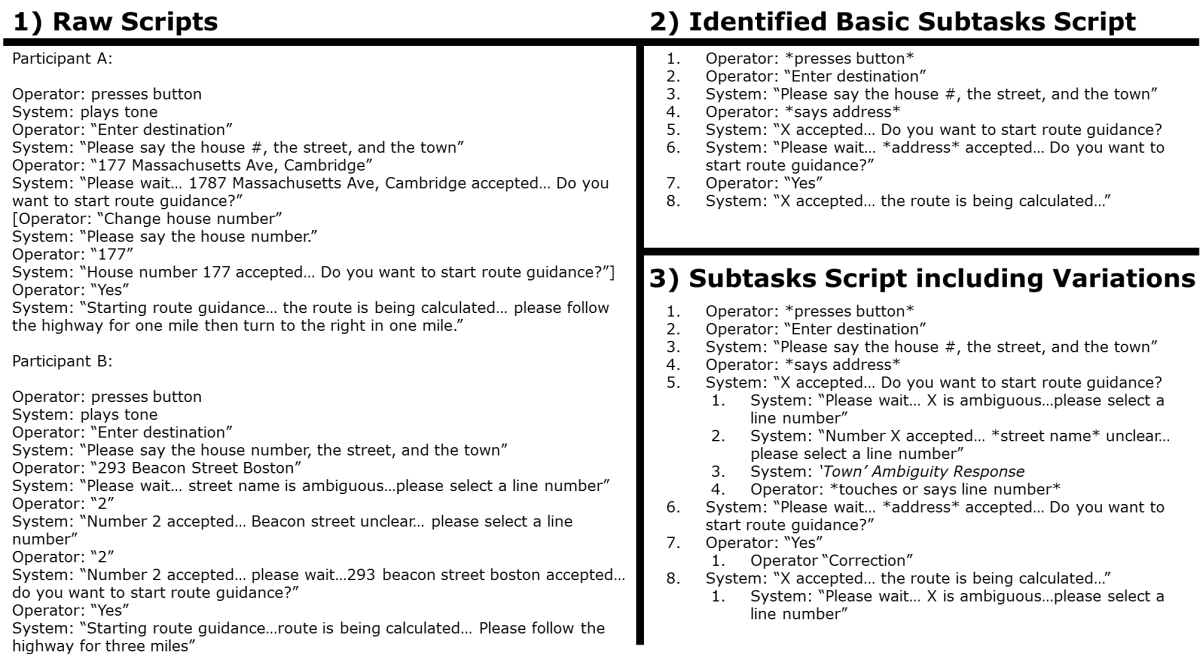 1) Raw Scripts
Participant A:
Operator: presses button
System: plays tone
Operator: “Enter destination”
System: “Please say the house #, the street, and the town”
Operator: “177 Massachusetts Ave, Cambridge”
System: “Please wait… 1787 Massachusetts Ave, Cambridge accepted… Do you
want to start route guidance?”
[Operator: “Change house number”
System: “Please say the house number.”
Operator: “177”
System: “House number 177 accepted… Do you want to start route guidance?”]
Operator: “Yes”
System: “Starting route guidance… the route is being calculated… please follow
the highway for one mile then turn to the right in one mile.”
Participant B:
Operator: presses button
System: plays tone
Operator: “Enter destination”
System: “Please say the house number, the street, and the town”
Operator: “293 Beacon Street Boston”
System: “Please wait… street name is ambiguous…please select a line number”
Operator: “2”
System: “Number 2 accepted… Beacon street unclear… please select a line
number”
Operator: “2”
System: “Number 2 accepted… please wait…293 beacon street boston accepted…
do you want to start route guidance?”
Operator: “Yes”
System: “Starting route guidance…route is being calculated… Please follow the
highway for three miles”
2) Identified Basic Subtasks Script
1. Operator: *presses button*
2. Operator: “Enter destination”
3. System: “Please say the house #, the street, and the town”
4. Operator: *says address*
5. System: “X accepted… Do you want to start route guidance?
6. System: “Please wait… *address* accepted… Do you want to
start route guidance?”
7. Operator: “Yes”
8. System: “X accepted… the route is being calculated…”
3) Subtasks Script including Variations
1. Operator: *presses button*
2. Operator: “Enter destination”
3. System: “Please say the house #, the street, and the town”
4. Operator: *says address*
5. System: “X accepted… Do you want to start route guidance?
1. System: “Please wait… X is ambiguous…please select a
line number”
2. System: “Number X accepted… *street name* unclear…
please select a line number”
3. System: ‘Town’ Ambiguity Response
4. Operator: *touches or says line number*
6. System: “Please wait… *address* accepted… Do you want to
start route guidance?”
7. Operator: “Yes”
1. Operator “Correction”
8. System: “X accepted… the route is being calculated…”
1. System: “Please wait… X is ambiguous…please select a
line number”